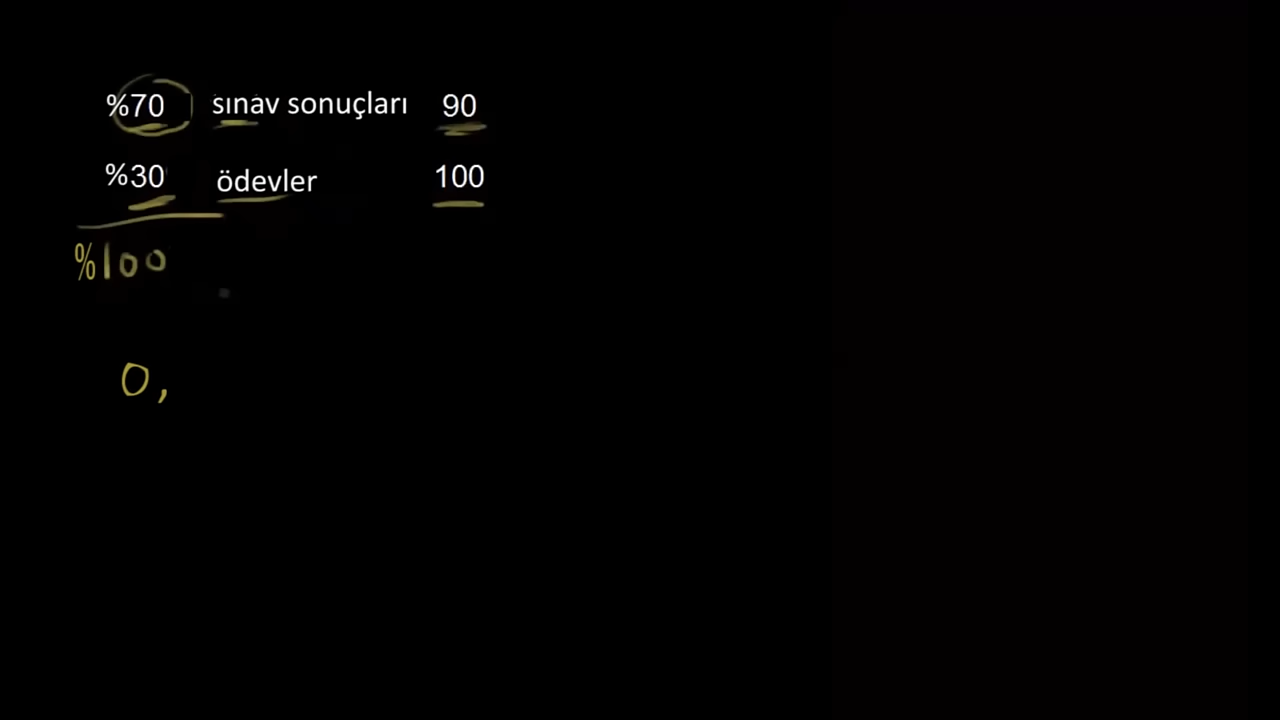 %70 sınav sonuçları 90
%30 ödevler 100
%100
0,